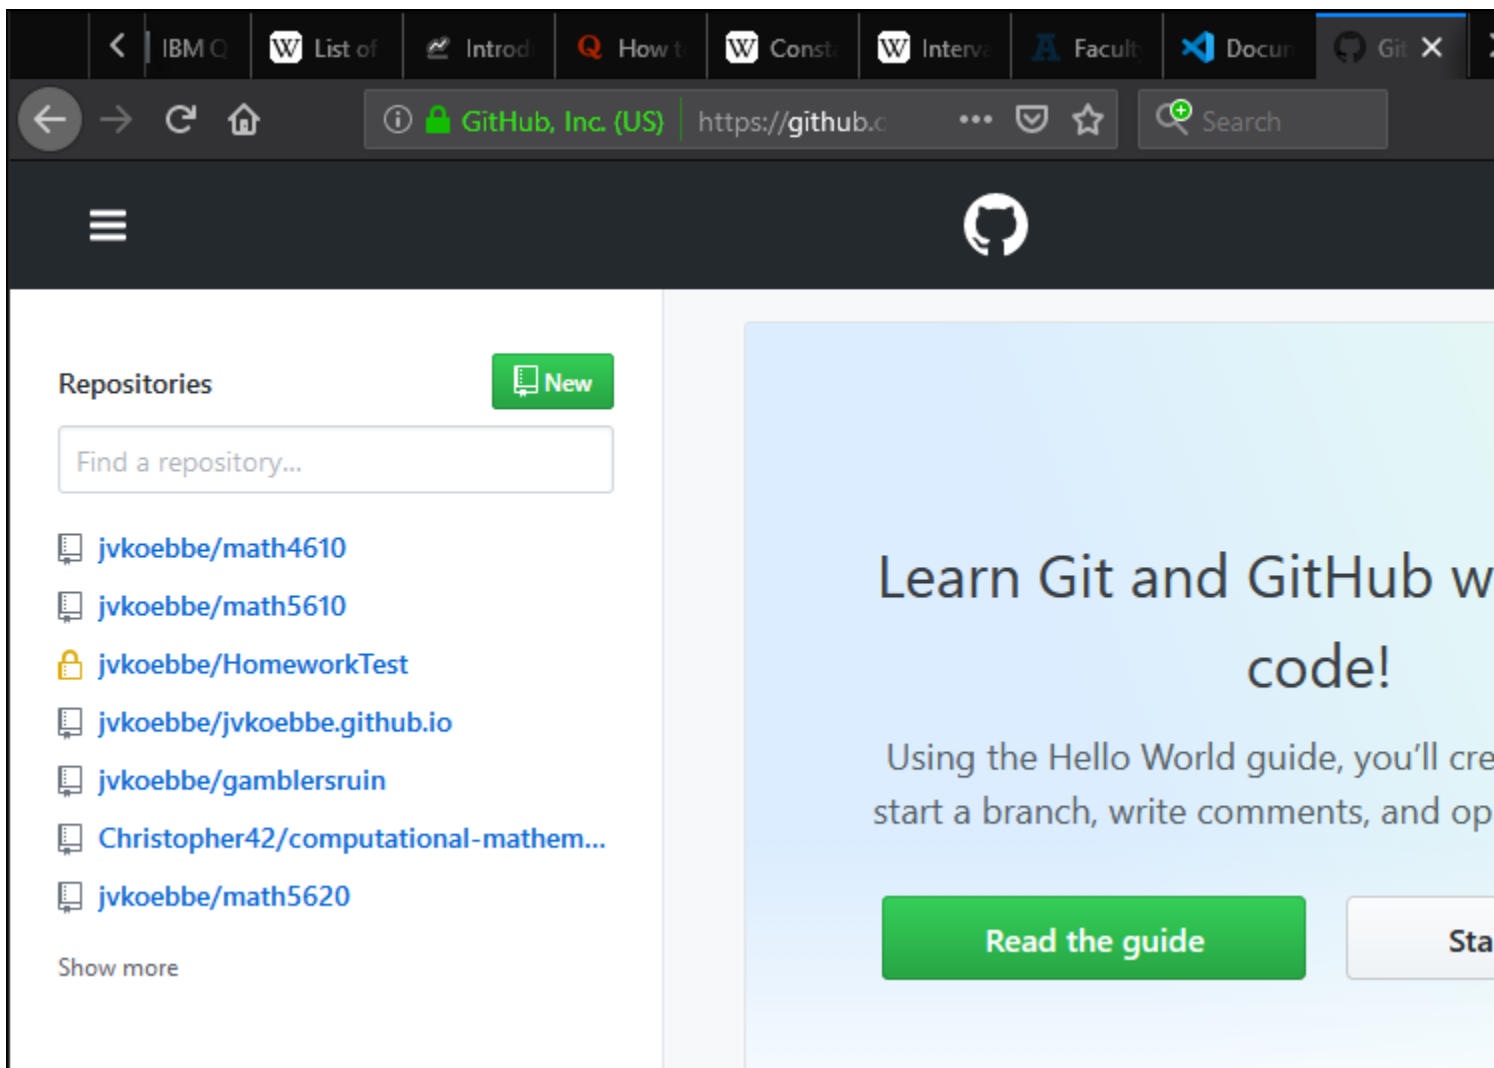 IBM Q
List of
Introd
How t
Const
Interv
Facult
Docum
Git
GitHub, Inc. (US) https://github.c
Search
Repositories
New
Find a repository...
jvkoebbe/math4610
jvkoebbe/math5610
jvkoebbe/HomeworkTest
jvkoebbe/jvkoebbe.github.io
jvkoebbe/gamblersruin
Christopher42/computational-mathem...
jvkoebbe/math5620
Show more
Learn Git and GitHub w
code!
Using the Hello World guide, you’ll cre
start a branch, write comments, and op
Read the guide
Sta